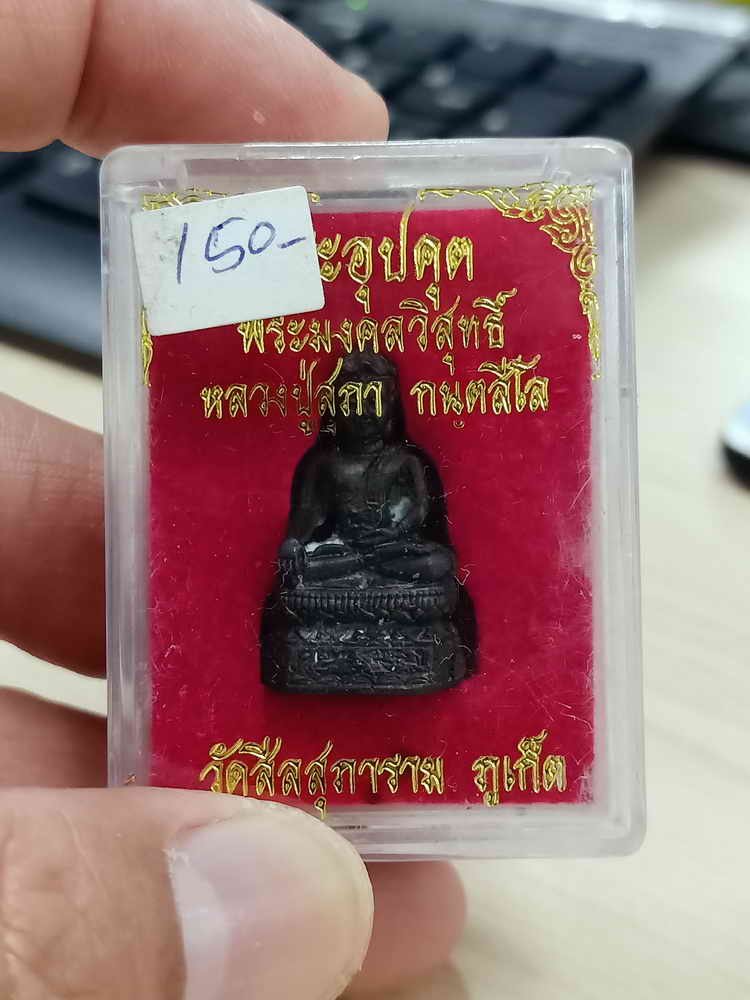 150-
ะอุปคุต
พระมงคลวิสุทธิ์
หลวงปู่สุภา กนฺตสีโล
วัดสีลสุภาราม ภูเก็ต